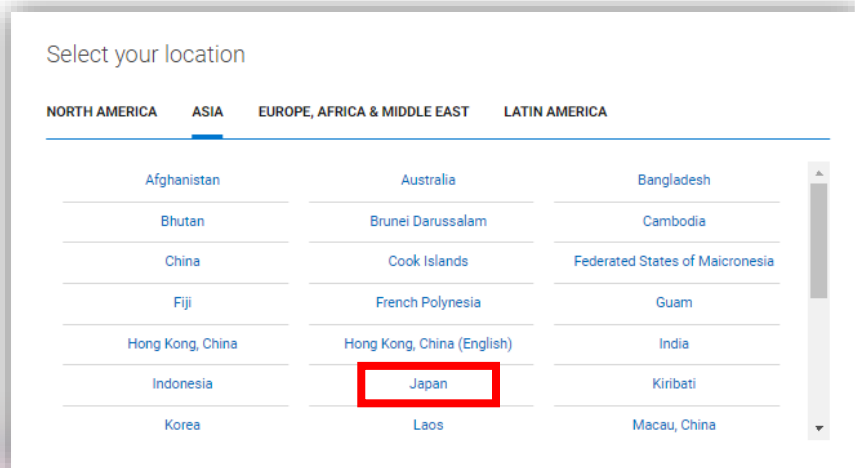 Select your location
NORTH AMERICA ASIA EUROPE, AFRICA & MIDDLE EAST LATIN AMERICA
Afghanistan Australia Bangladesh
Bhutan Brunei Darussalam Cambodia
China Cook Islands Federated States of Maicronesia
Fiji French Polynesia Guam
Hong Kong, China Hong Kong, China (English) India
Indonesia Japan Kiribati
Korea Laos Macau, China